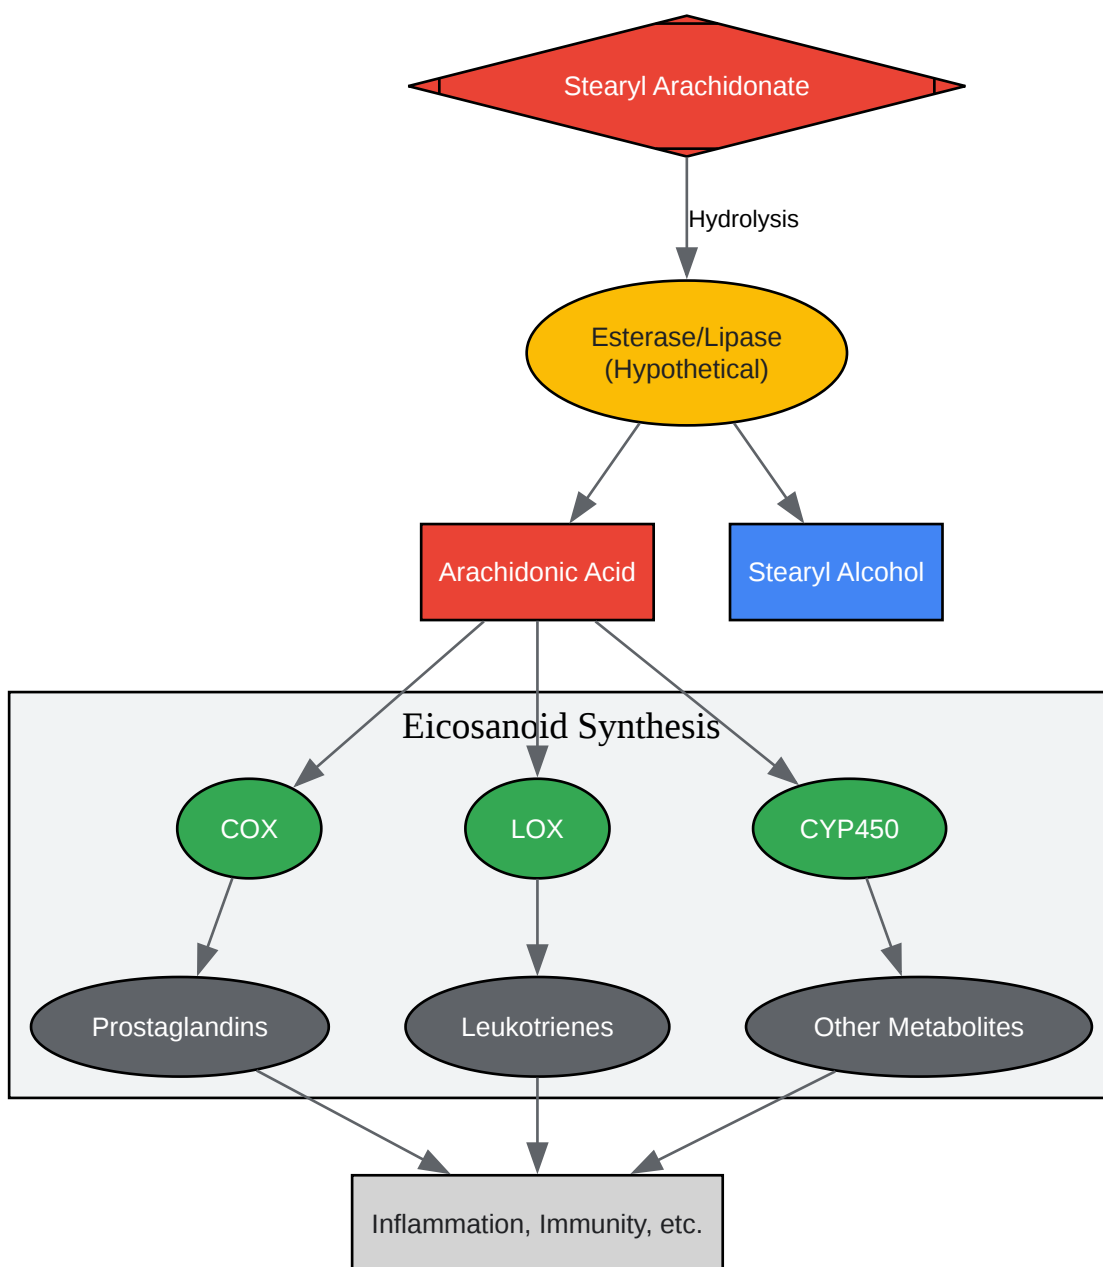 Stearyl Arachidonate
Hydrolysis
Esterase/Lipase
(Hypothetical)
Arachidonic Acid
Stearyl Alcohol
Eicosanoid Synthesis
COX
LOX
CYP450
Prostaglandins
Leukotrienes
Other Metabolites
Inflammation, Immunity, etc.